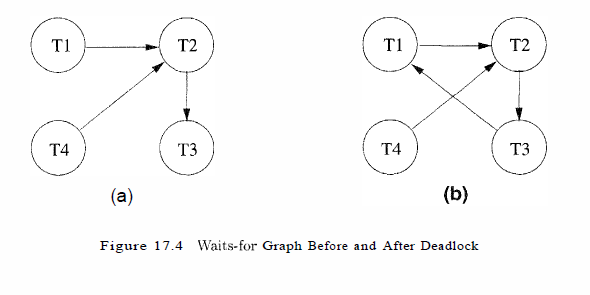 T1 T2 T1 T2
T4 T3 T4 T3
(a) (b)
Figure 17.4 Waits-for Graph Before and After Deadlock